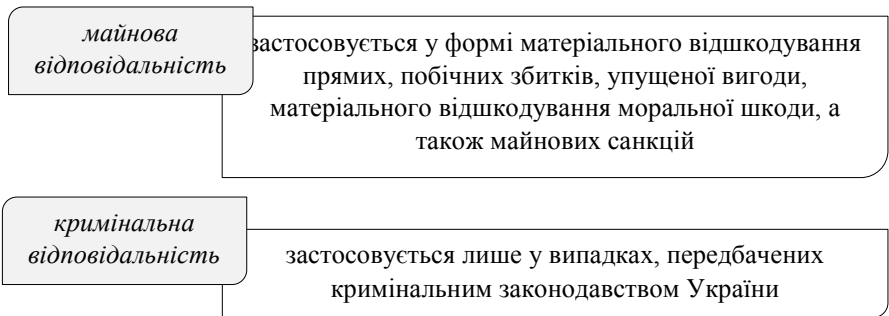 майнова
відповідальність
застосовується у формі матеріального відшкодування
прямих, побічних збитків, упущеної вигоди,
матеріального відшкодування моральної шкоди, а
також майнових санкцій
кримінальна
відповідальність
застосовується лише у випадках, передбачених
кримінальним законодавством України